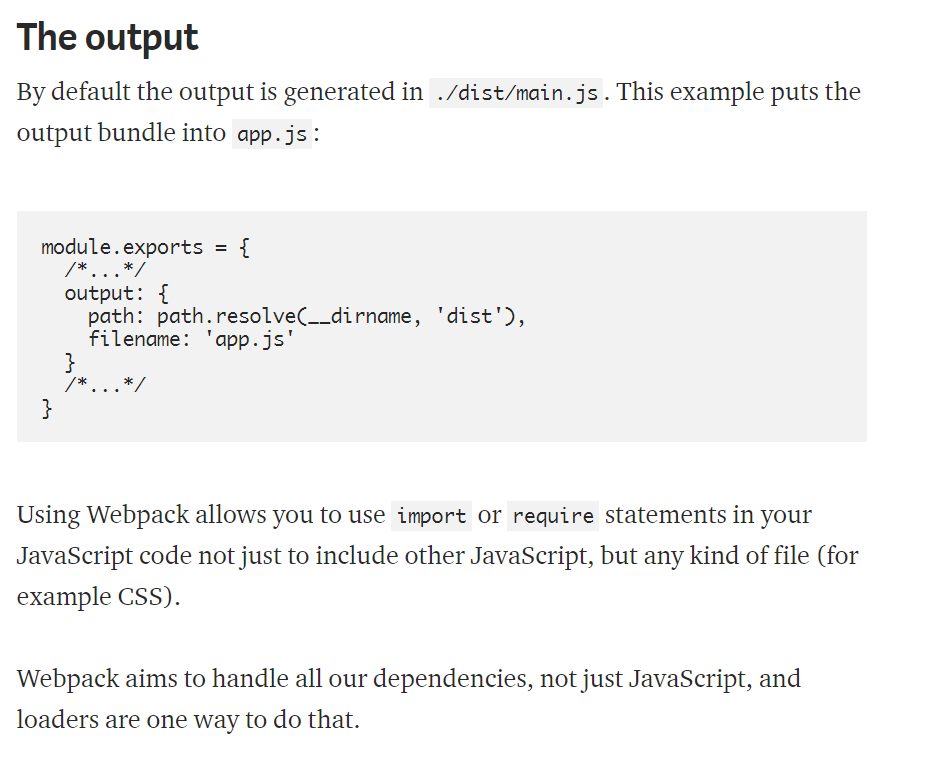 The output
By default the output is generated in ./dist/main.js. This example puts the
output bundle into app.js:
module.exports = {
  /*...*/
  output: {
    path: path.resolve(__dirname, 'dist'),
    filename: 'app.js'
  }
  /*...*/
}
Using Webpack allows you to use import or require statements in your
JavaScript code not just to include other JavaScript, but any kind of file (for
example CSS).
Webpack aims to handle all our dependencies, not just JavaScript, and
loaders are one way to do that.